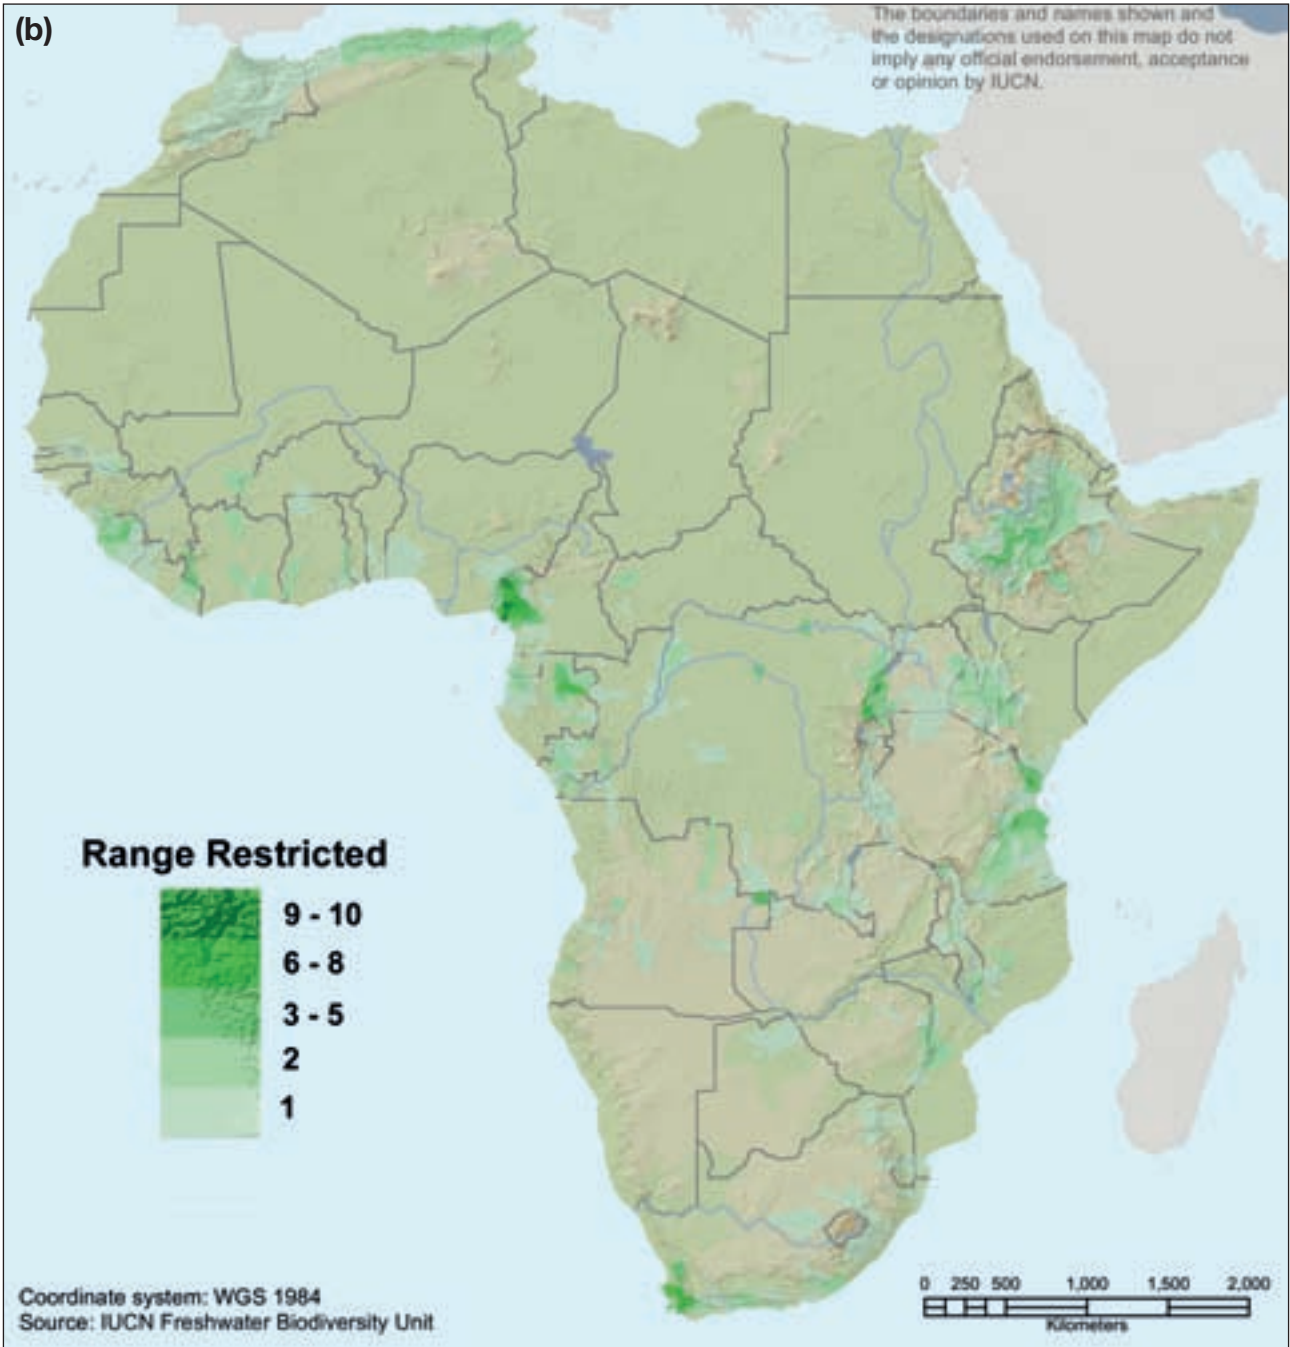 (b)
The boundaries and names shown and
the designations used on this map do not
imply any official endorsement, acceptance
or opinion by IUCN.
Range Restricted
9 - 10
6 - 8
3 - 5
2
1
Coordinate system: WGS 1984
Source: IUCN Freshwater Biodiversity Unit
0 250 500 1,000 1,500 2,000
Kilometers